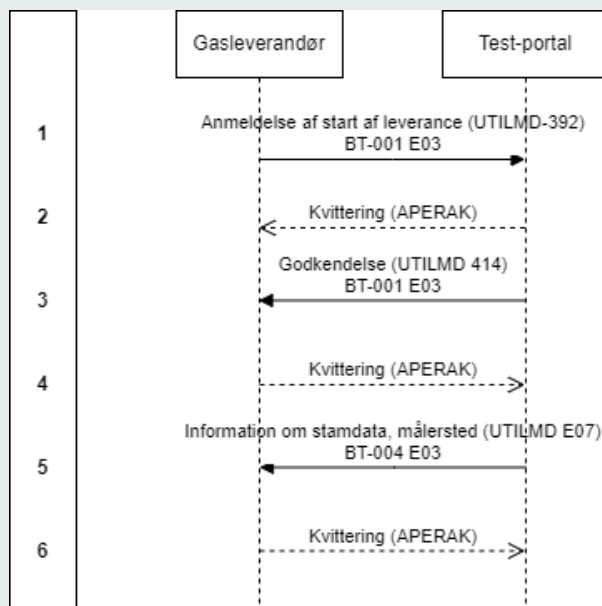 Gasleverandør
Test-portal
1
Anmeldelse af start af leverance (UTILMD-392)
BT-001 E03
2
Kvittering (APERAK)
Godkendelse (UTILMD 414)
3
BT-001 E03
4
Kvittering (APERAK)
Information om stamdata, målersted (UTILMD E07)
5
BT-004 E03
6
Kvittering (APERAK)